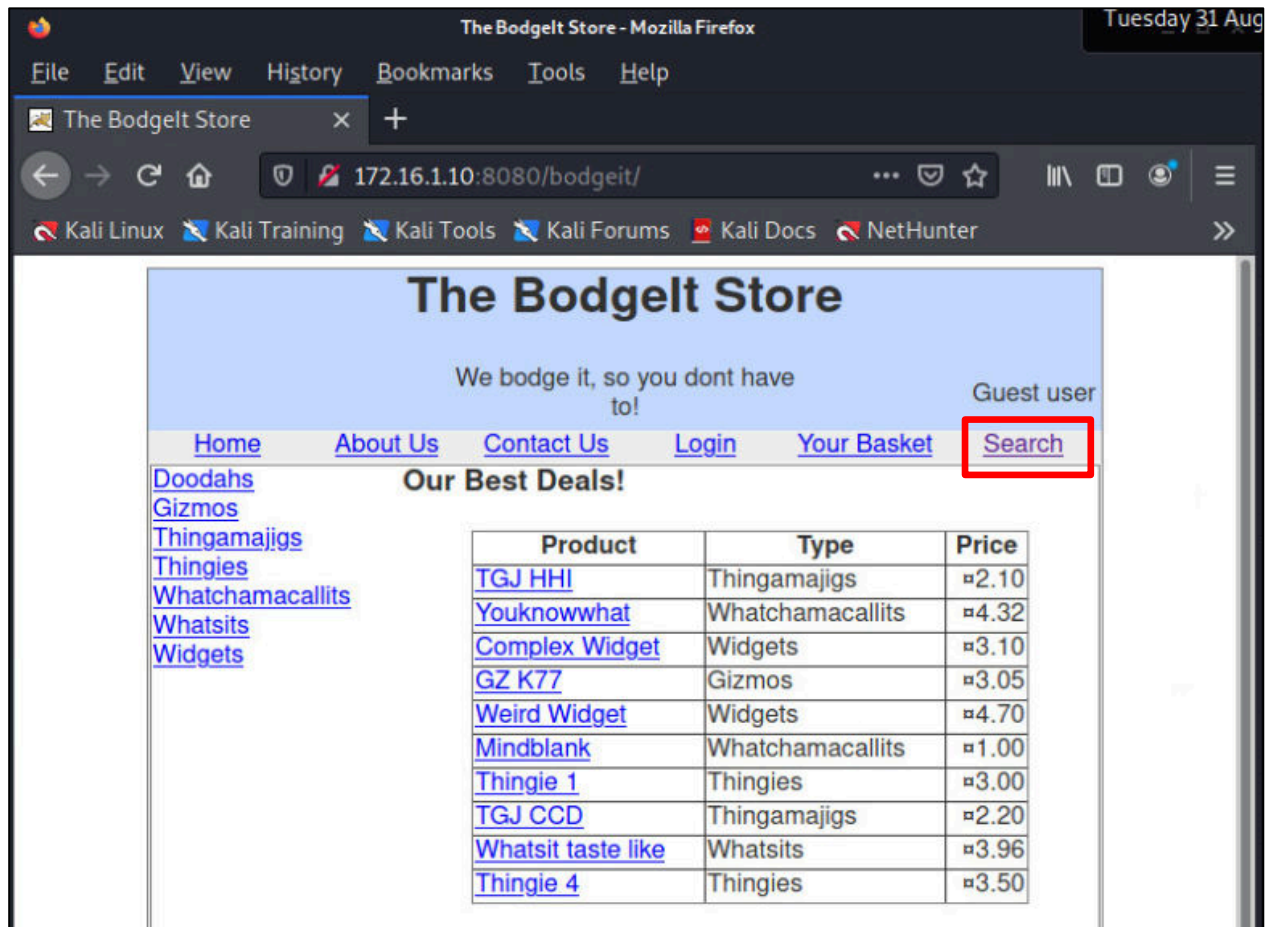 The BodgeIt Store - Mozilla Firefox
Tuesday 31 Aug
File Edit View History Bookmarks Tools Help
The BodgeIt Store
172.16.1.10:8080/bodgeit/
Kali Linux Kali Training Kali Tools Kali Forums Kali Docs NetHunter
The BodgeIt Store
We bodge it, so you dont have
to!
Guest user
Home About Us Contact Us Login Your Basket Search
Doodahs
Gizmos
Thingamajigs
Thingies
Whatchamacallits
Whatsits
Widgets
Our Best Deals!
Product Type Price
TGJ HHI Thingamajigs ¤2.10
Youknowwhat Whatchamacallits ¤4.32
Complex Widget Widgets ¤3.10
GZ K77 Gizmos ¤3.05
Weird Widget Widgets ¤4.70
Mindblank Whatchamacallits ¤1.00
Thingie 1 Thingies ¤3.00
TGJ CCD Thingamajigs ¤2.20
Whatsit taste like Whatsits ¤3.96
Thingie 4 Thingies ¤3.50